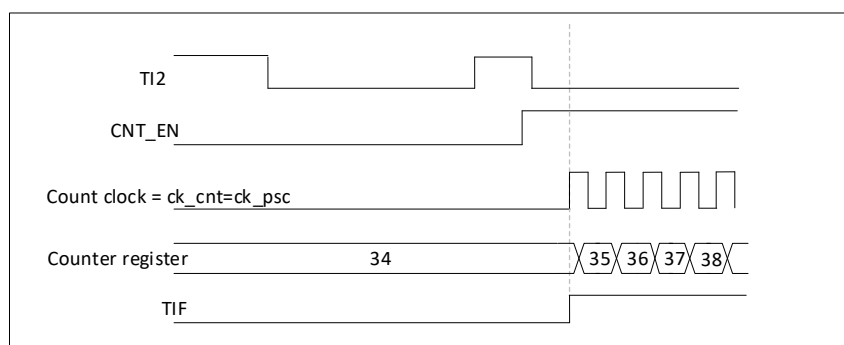 TI2
CNT_EN
Count clock = ck_cnt=ck_psc
Counter register 34 35 36 37 38
TIF